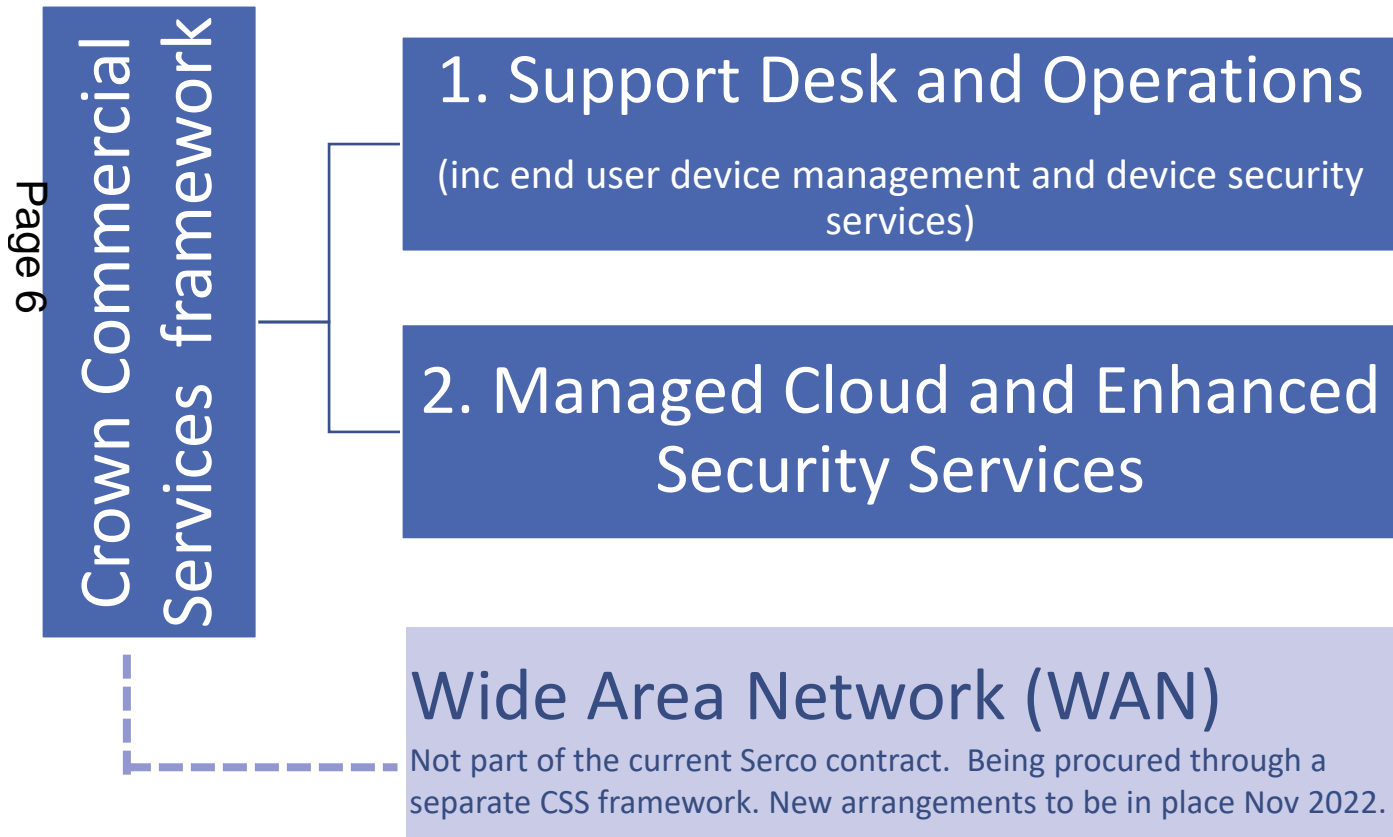 Page 6
Crown Commercial
Services framework
1. Support Desk and Operations
(inc end user device management and device security
services)
2. Managed Cloud and Enhanced
Security Services
Wide Area Network (WAN)
Not part of the current Serco contract.  Being procured through a
separate CSS framework. New arrangements to be in place Nov 2022.